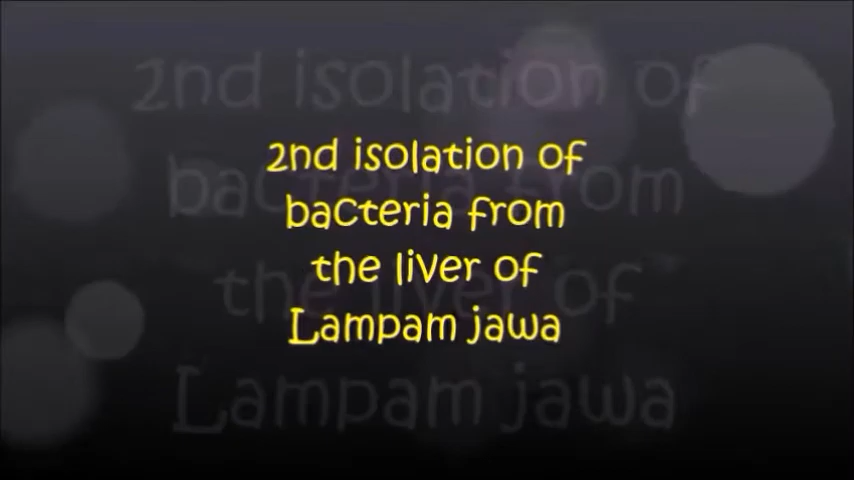 2nd isolation of
bacteria from
the liver of
Lampam jawa